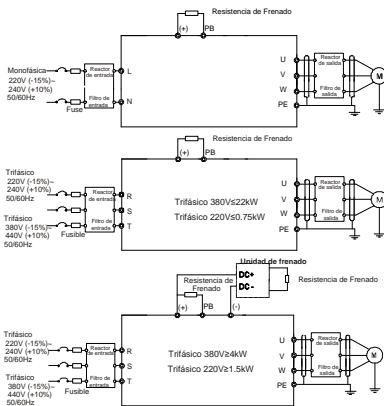 Resistencia de Frenado
(+)
PB
Monofásica
220V (-15%)~
240V (+10%)
50/60Hz
Reactor
de entrada
L
Filtro de
entrada
N
Fuse
U
V
W
PE
Reactor
de salida
Filtro de
salida
M
Resistencia de Frenado
(+)
PB
Trifásico
220V (-15%)~
240V (+10%)
50/60Hz
Trifásico
380V (-15%)~
440V (+10%)
50/60Hz
Reactor
de entrada
Filtro de
entrada
Fusible
R
S
T
Trifásico 380V≤22kW
Trifásico 220V≤0.75kW
U
V
W
PE
Reactor
de salida
Filtro de
salida
M
Unidad de frenado
DC+
DC-
Resistencia de Frenado
Resistencia de
Frenado
(+)
PB
(-)
Trifásico
220V (-15%)~
240V (+10%)
50/60Hz
Trifásico
380V (-15%)~
440V (+10%)
50/60Hz
Reactor
de entrada
Filtro de
entrada
Fusible
R
S
T
Trifásico 380V≥4kW
Trifásico 220V≥1.5kW
U
V
W
PE
Reactor
de salida
Filtro de
salida
M